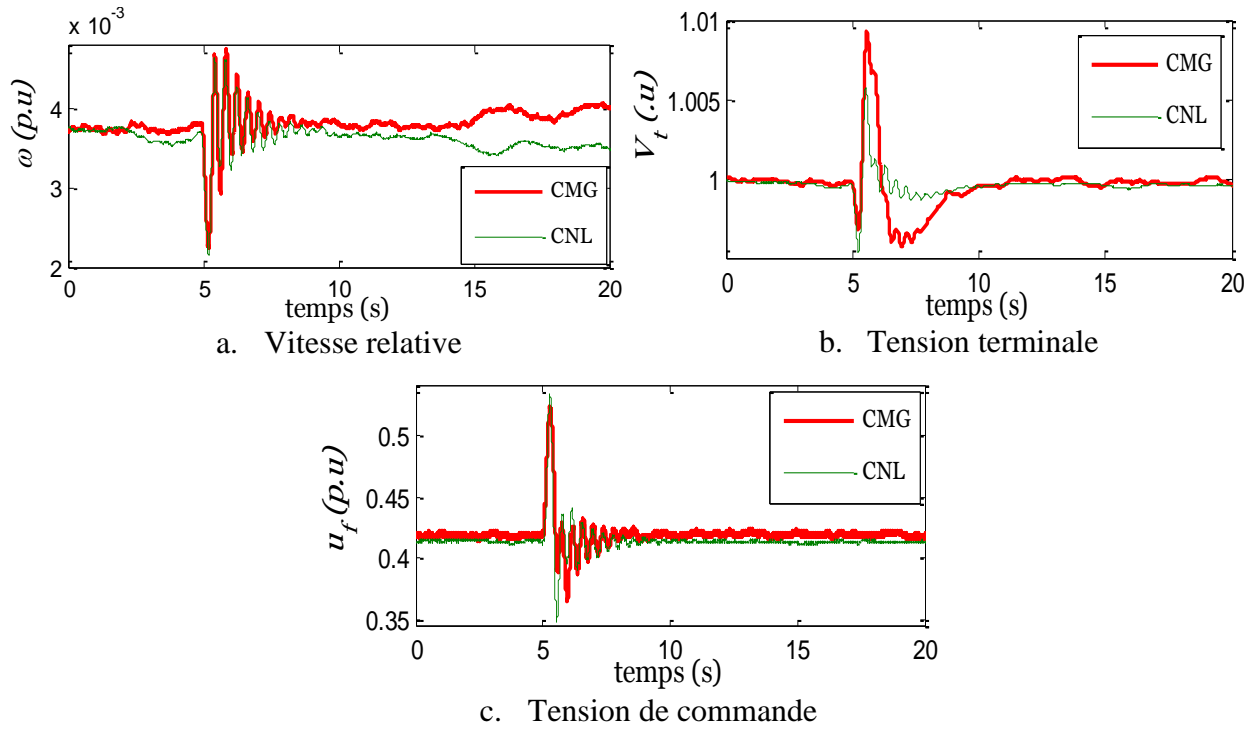 x 10⁻³
4
3
2
ω (p.u)
CMG
CNL
0 5 10 15 20
temps (s)
a. Vitesse relative
1.01
1.005
1
V_t (.u)
CMG
CNL
0 5 10 15 20
temps (s)
b. Tension terminale
0.5
0.45
0.4
0.35
u_f (p.u)
CMG
CNL
0 5 10 15 20
temps (s)
c. Tension de commande